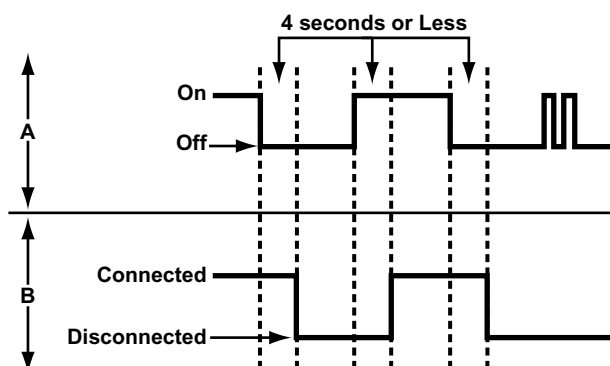 4 seconds or Less
On
A
Off
Connected
B
Disconnected